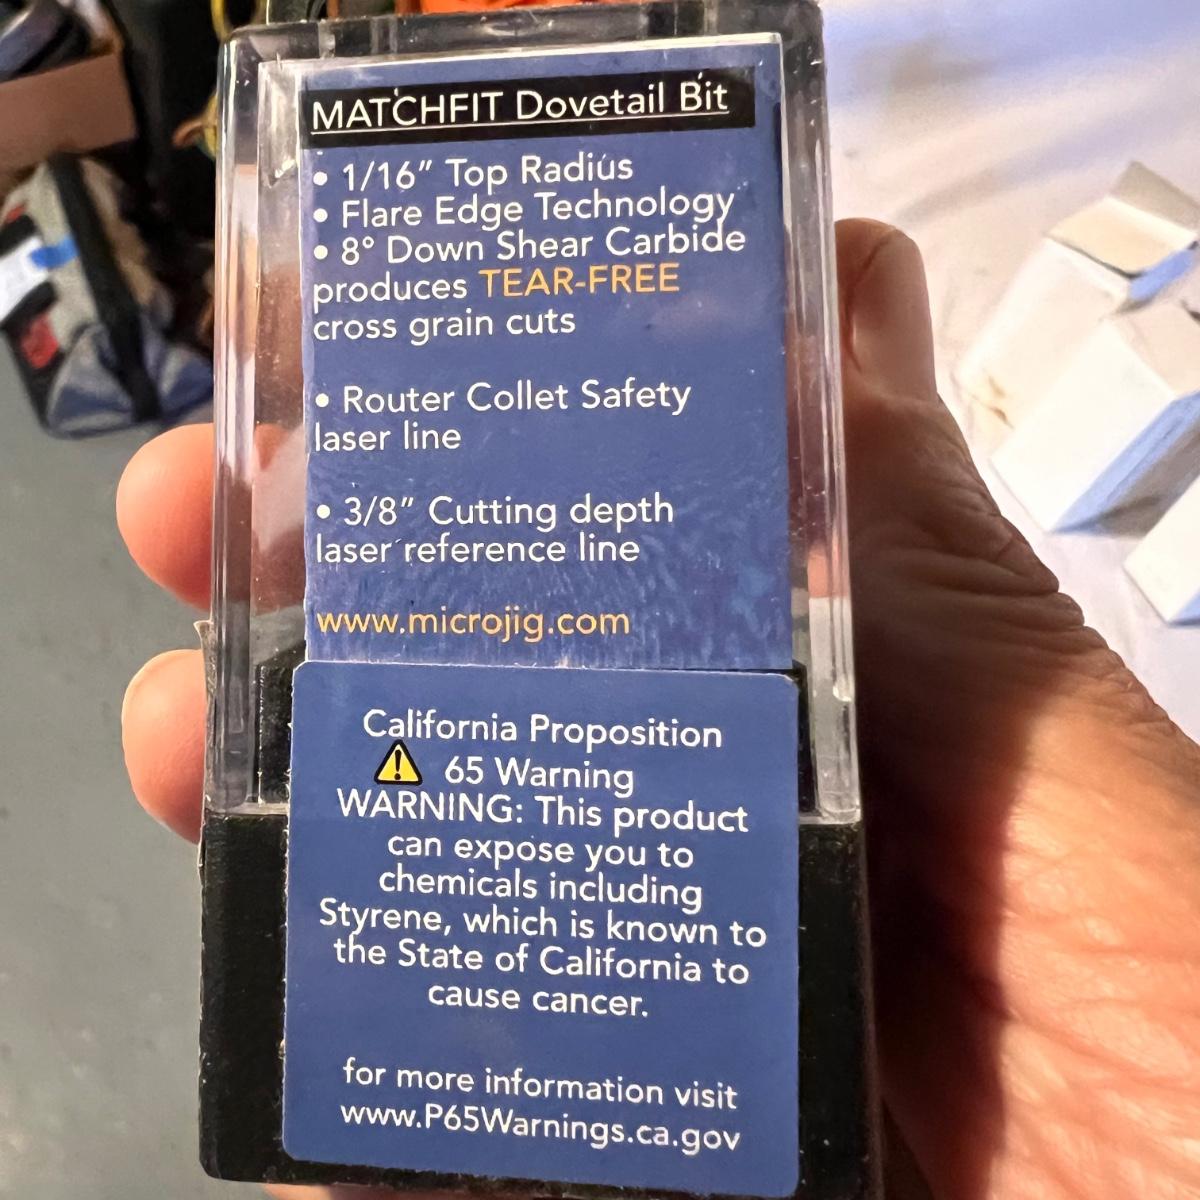 MATCHFIT Dovetail Bit
• 1/16" Top Radius
• Flare Edge Technology
• 8° Down Shear Carbide
produces TEAR-FREE
cross grain cuts
• Router Collet Safety
laser line
• 3/8" Cutting depth
laser reference line
www.microjig.com
California Proposition
65 Warning
WARNING: This product
can expose you to
chemicals including
Styrene, which is known to
the State of California to
cause cancer.
for more information visit
www.P65Warnings.ca.gov